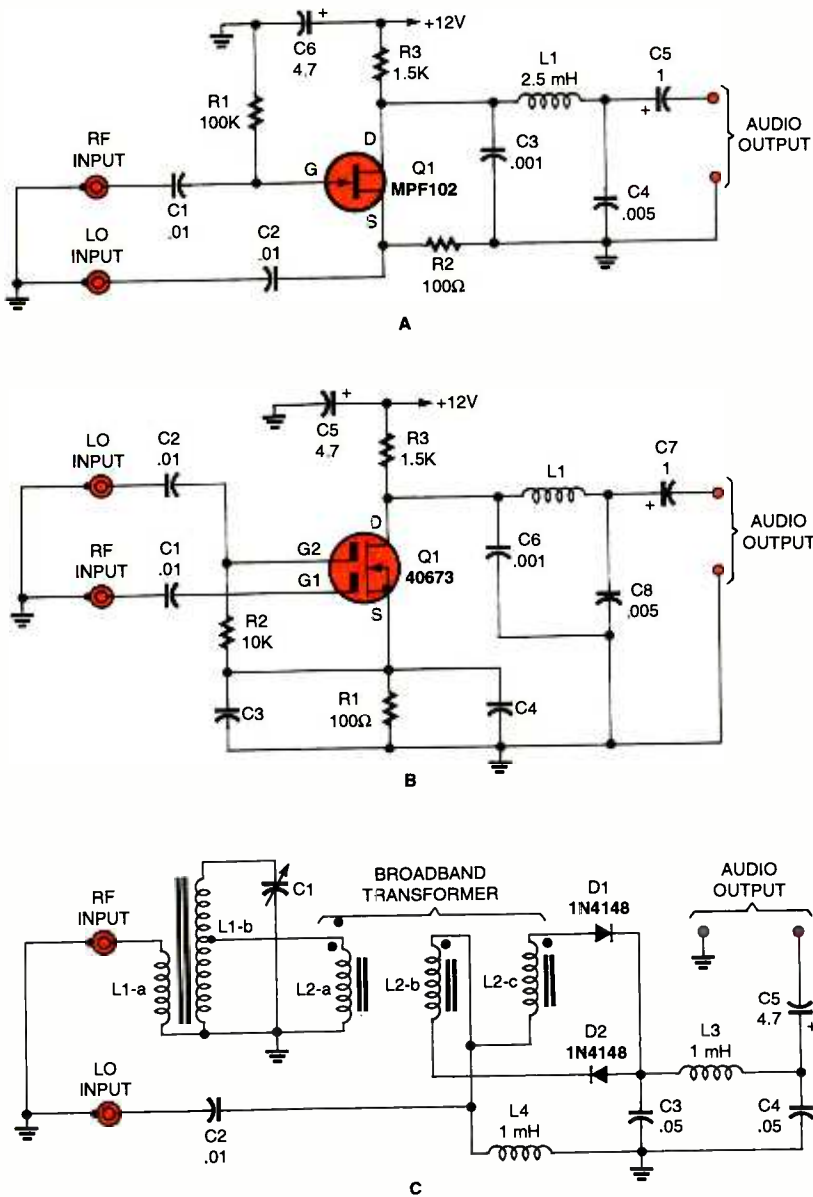 +12V
C6
4.7
R3
1.5K
L1
2.5 mH
C5
1
+
+
R1
100K
RF
INPUT
D
G
Q1
MPF102
S
C3
.001
AUDIO
OUTPUT
C4
.005
C1
.01
C2
.01
LO
INPUT
R2
100Ω
A
+12V
+
C5
4.7
R3
1.5K
C2
.01
LO
INPUT
L1
C7
1
+
D
G2
Q1
40673
G1
S
C6
.001
AUDIO
OUTPUT
RF
INPUT
C1
.01
C8
.005
R2
10K
C3
R1
100Ω
C4
B
BROADBAND
TRANSFORMER
D1
1N4148
AUDIO
OUTPUT
RF
INPUT
C1
L1-b
L1-a
L2-a
L2-b
L2-c
C5
4.7
+
D2
1N4148
L3
1 mH
LO
INPUT
C2
.01
L4
1 mH
C3
.05
C4
.05
C